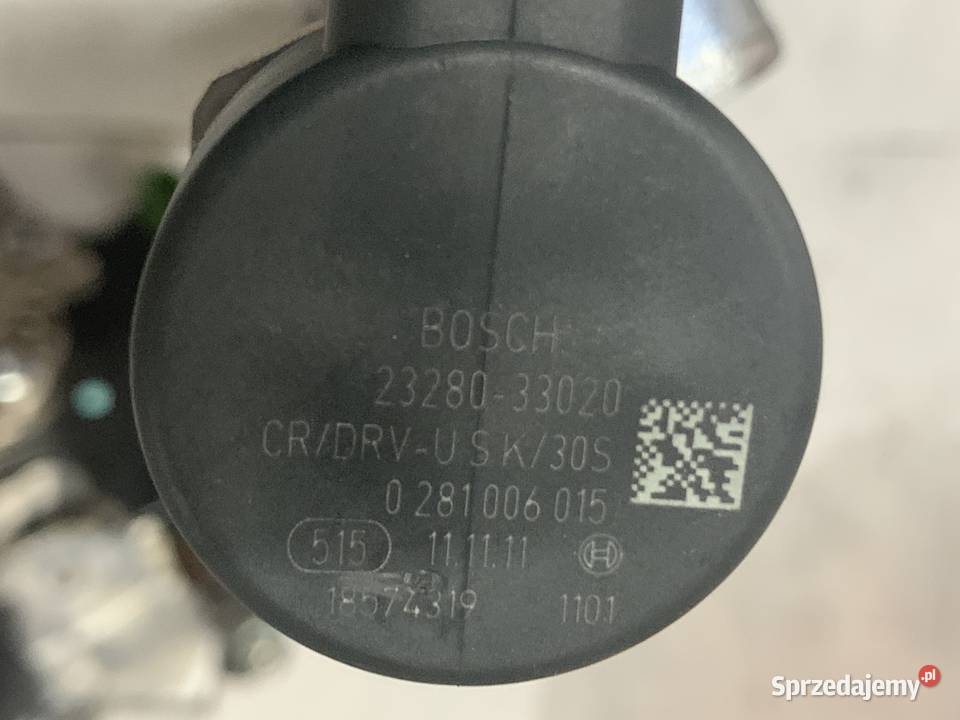 BOSCH
23280-33020
CR/DRV-U S K/30S
0 281 006 015
515 11.11.11
18574319 1101
Sprzedajemy.pl